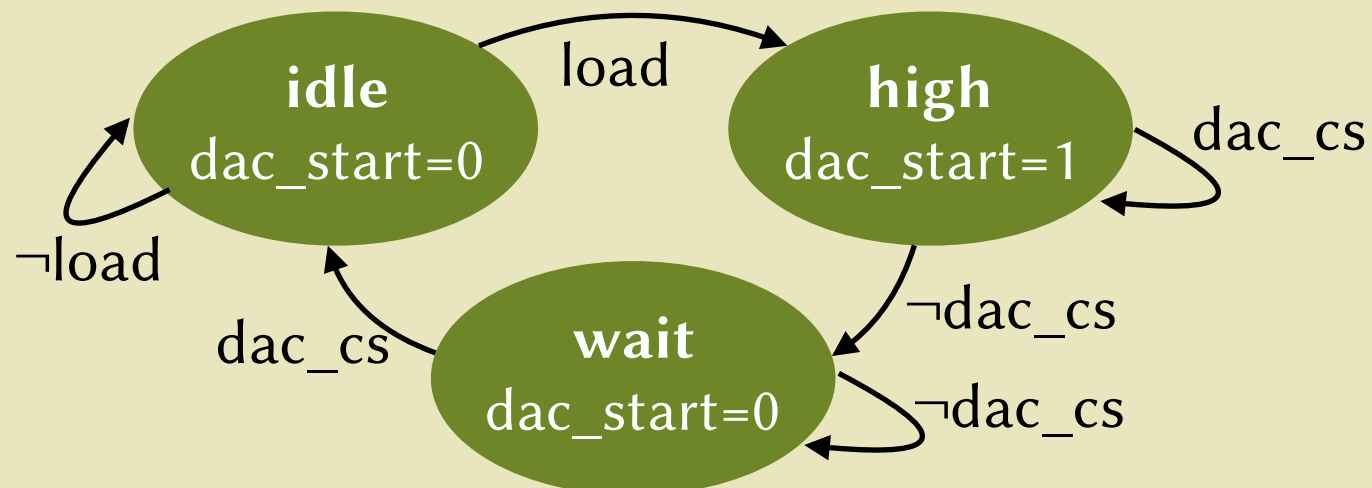 idle
dac_start=0
load
high
dac_start=1
dac_cs
¬load
dac_cs
wait
dac_start=0
¬dac_cs
¬dac_cs